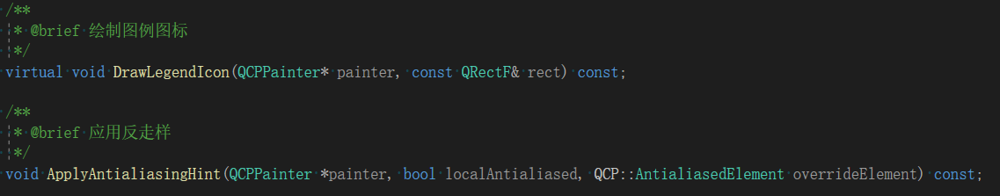 /**
* @brief 绘制图例图标
*/
virtual void DrawLegendIcon(QCPPainter* painter, const QRectF& rect) const;
/**
* @brief 应用反走样
*/
void ApplyAntialiasingHint(QCPPainter *painter, bool localAntialiased, QCP::AntialiasedElement overrideElement) const;